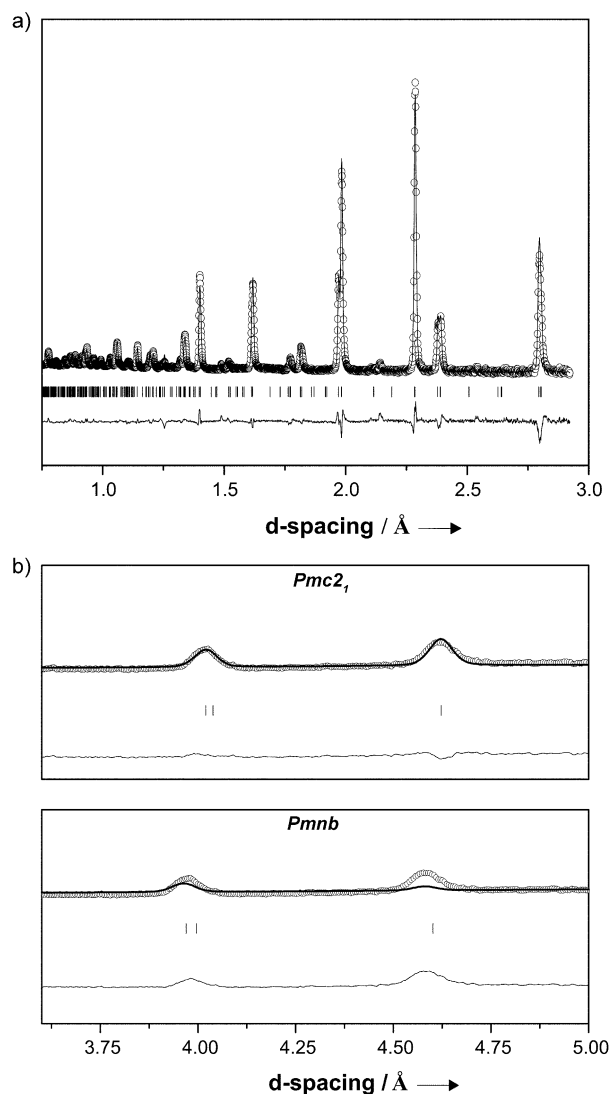 a)
1.0 1.5 2.0 2.5 3.0
d-spacing / Å
b)
Pmc2₁
Pmnb
3.75 4.00 4.25 4.50 4.75 5.00
d-spacing / Å